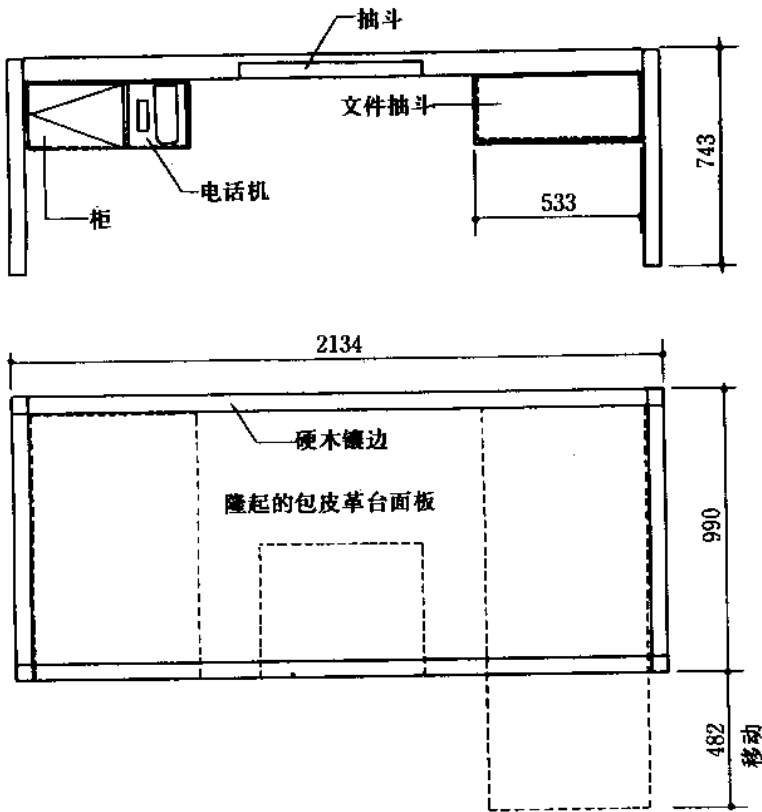 抽斗
文件抽斗
电话机
柜
743
533
2134
硬木镶边
隆起的包皮革台面板
990
482
移动